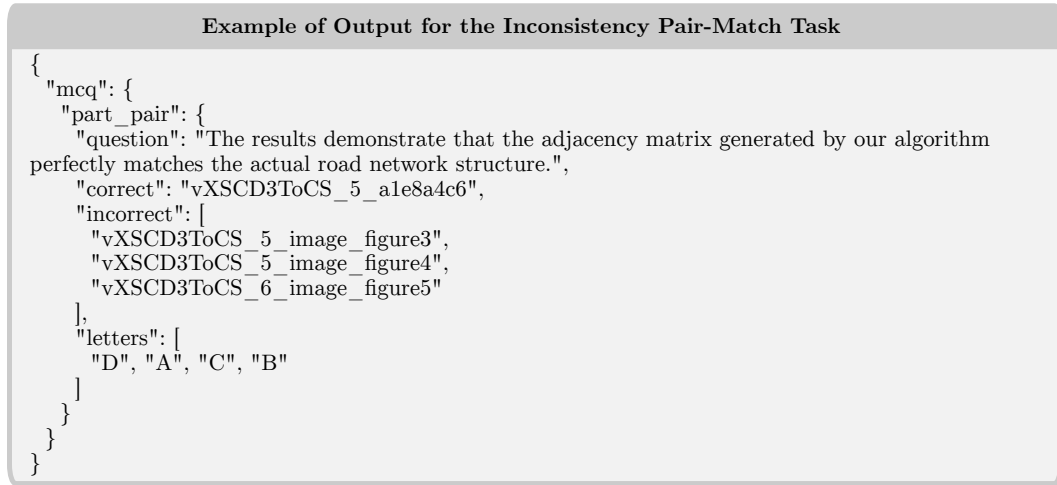 Example of Output for the Inconsistency Pair-Match Task
{
"mcq": {
"part_pair": {
"question": "The results demonstrate that the adjacency matrix generated by our algorithm
perfectly matches the actual road network structure.",
"correct": "vXSCD3ToCS_5_a1e8a4c6",
"incorrect": [
"vXSCD3ToCS_5_image_figure3",
"vXSCD3ToCS_5_image_figure4",
"vXSCD3ToCS_6_image_figure5"
],
"letters": [
"D", "A", "C", "B"
]
}
}
}